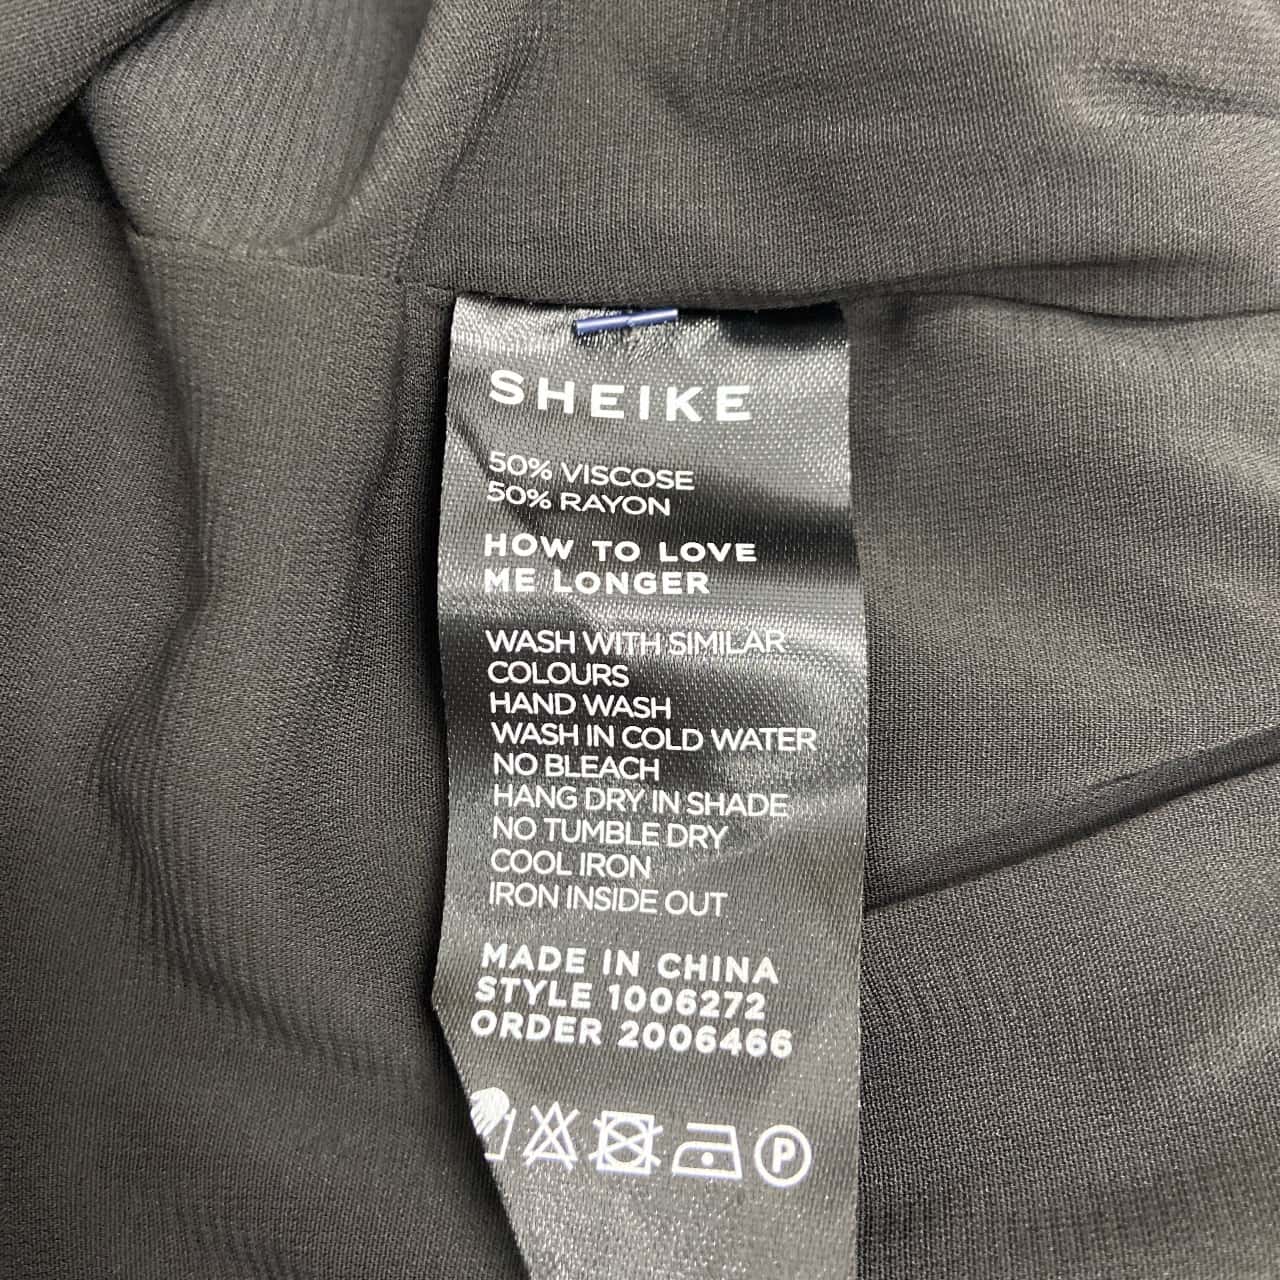 SHEIKE
50% VISCOSE
50% RAYON
HOW TO LOVE
ME LONGER
WASH WITH SIMILAR
COLOURS
HAND WASH
WASH IN COLD WATER
NO BLEACH
HANG DRY IN SHADE
NO TUMBLE DRY
COOL IRON
IRON INSIDE OUT
MADE IN CHINA
STYLE 1006272
ORDER 2006466
P